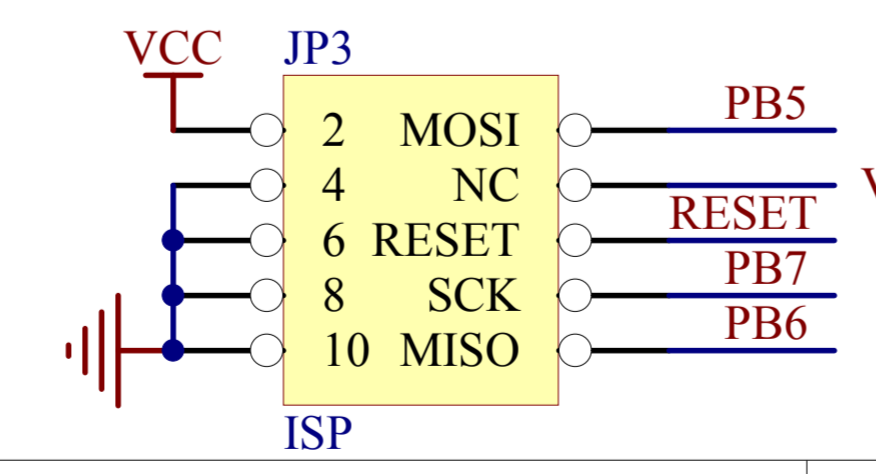 VCC JP3
2 MOSI PB5
4 NC
6 RESET RESET
8 SCK PB7
10 MISO PB6
ISP